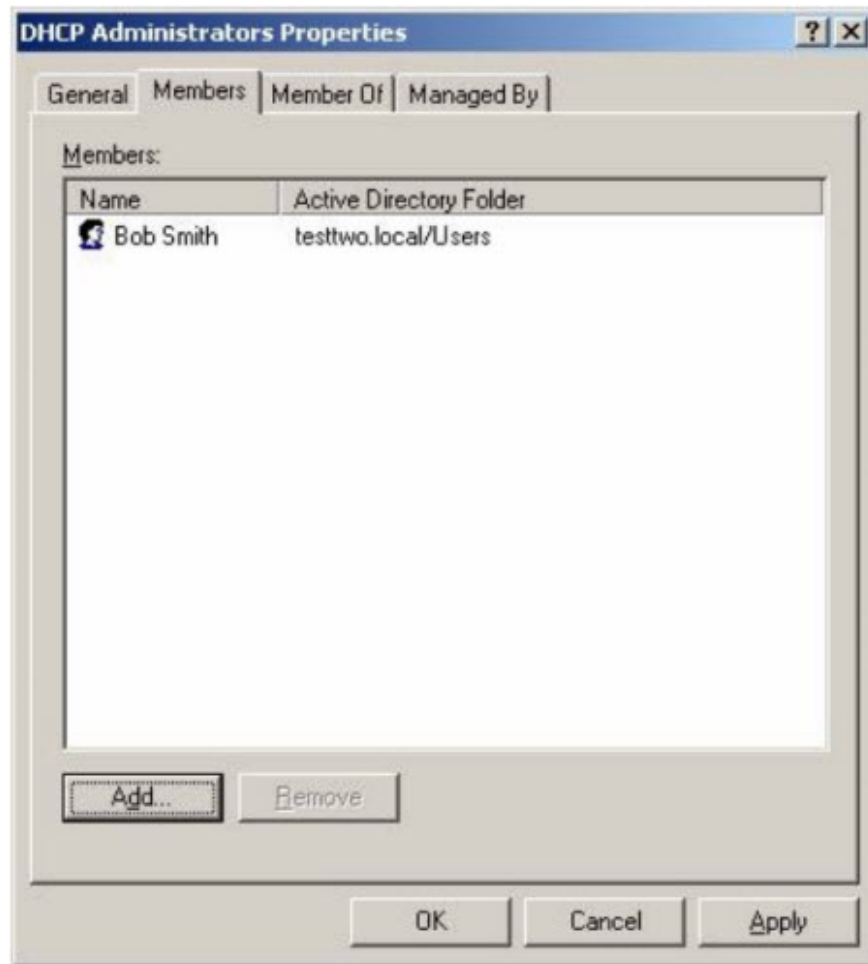 DHCP Administrators Properties
? X
General Members Member Of Managed By
Members:
Name Active Directory Folder
Bob Smith testtwo.local/Users
Add... Remove
OK Cancel Apply